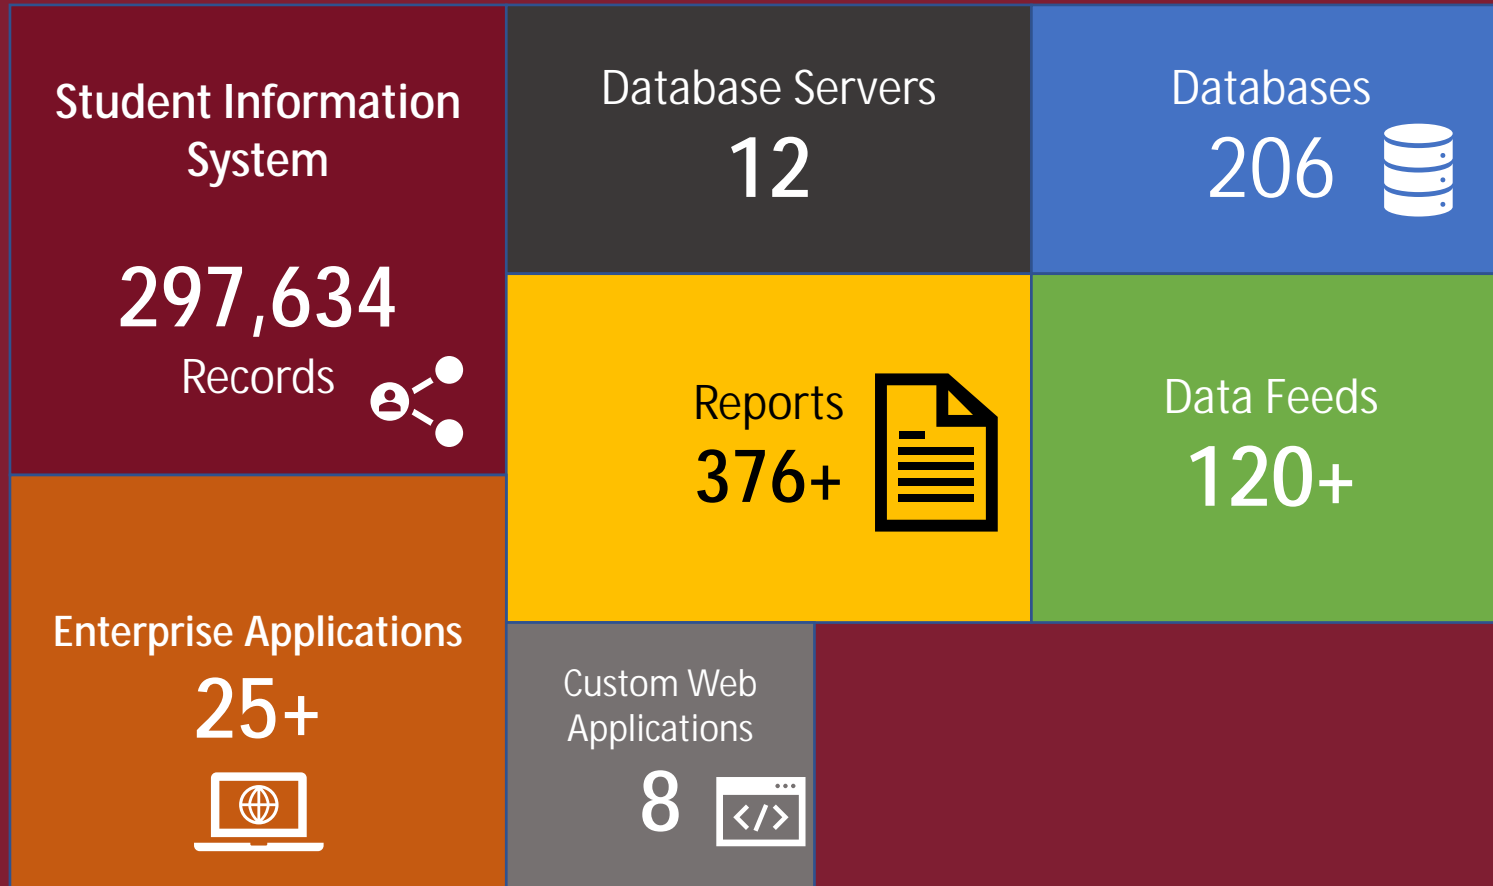 Student Information
System
297,634
Records
Database Servers
12
Databases
206
Reports
376+
Data Feeds
120+
Enterprise Applications
25+
Custom Web
Applications
8
</>